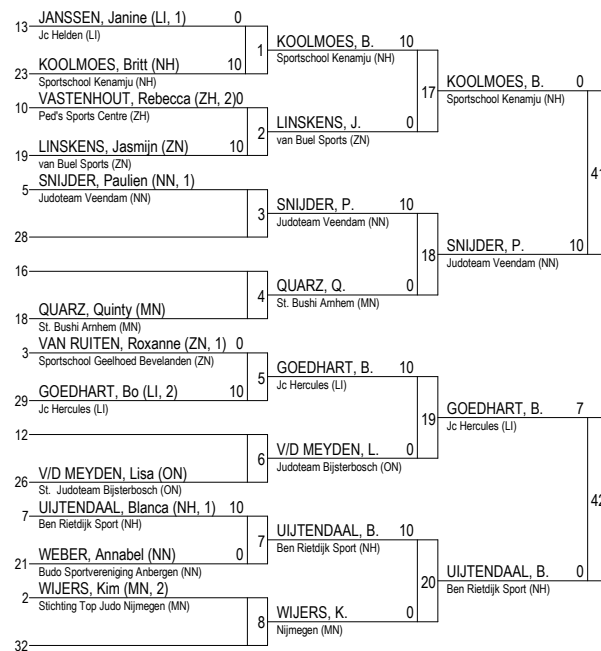 13 JANSSEN, Janine (LI, 1) 0
Jc Helden (LI)
1 KOOLMOES, B. 10
Sportschool Kenamju (NH)
23 KOOLMOES, Britt (NH) 10
Sportschool Kenamju (NH)
17 KOOLMOES, B. 0
Sportschool Kenamju (NH)
10 VASTENHOUT, Rebecca (ZH, 2) 0
Ped's Sports Centre (ZH)
2 LINSKENS, J. 0
van Buel Sports (ZN)
19 LINSKENS, Jasmijn (ZN) 10
van Buel Sports (ZN)
41
5 SNIJDER, Paulien (NN, 1)
Judoteam Veendam (NN)
3 SNIJDER, P. 10
Judoteam Veendam (NN)
28
18 SNIJDER, P. 10
Judoteam Veendam (NN)
16
4 QUARZ, Q. 0
St. Bushi Arnhem (MN)
18 QUARZ, Quinty (MN)
St. Bushi Arnhem (MN)
3 VAN RUITEN, Roxanne (ZN, 1) 0
Sportschool Geelhoed Bevelanden (ZN)
5 GOEDHART, B. 10
Jc Hercules (LI)
29 GOEDHART, Bo (LI, 2) 10
Jc Hercules (LI)
19 GOEDHART, B. 7
Jc Hercules (LI)
12
6 V/D MEYDEN, L. 0
Judoteam Bijsterbosch (ON)
26 V/D MEYDEN, Lisa (ON)
St. Judoteam Bijsterbosch (ON)
42
7 UIJTENDAAL, Blanca (NH, 1) 10
Ben Rietdijk Sport (NH)
7 UIJTENDAAL, B. 10
Ben Rietdijk Sport (NH)
21 WEBER, Annabel (NN) 0
Budo Sportvereniging Anbergen (NN)
20 UIJTENDAAL, B. 0
Ben Rietdijk Sport (NH)
2 WIJERS, Kim (MN, 2)
Stichting Top Judo Nijmegen (MN)
8 WIJERS, K. 0
Nijmegen (MN)
32